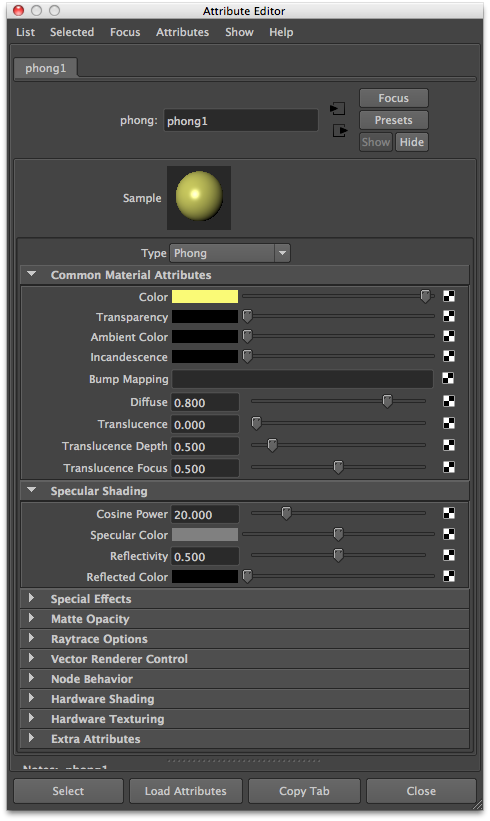 Attribute Editor
List Selected Focus Attributes Show Help
phong1
Focus
phong: phong1
Presets
Show Hide
Sample
Type Phong
Common Material Attributes
Color
Transparency
Ambient Color
Incandescence
Bump Mapping
Diffuse 0.800
Translucence 0.000
Translucence Depth 0.500
Translucence Focus 0.500
Specular Shading
Cosine Power 20.000
Specular Color
Reflectivity 0.500
Reflected Color
Special Effects
Matte Opacity
Raytrace Options
Vector Renderer Control
Node Behavior
Hardware Shading
Hardware Texturing
Extra Attributes
Notes: phong1
Select Load Attributes Copy Tab Close